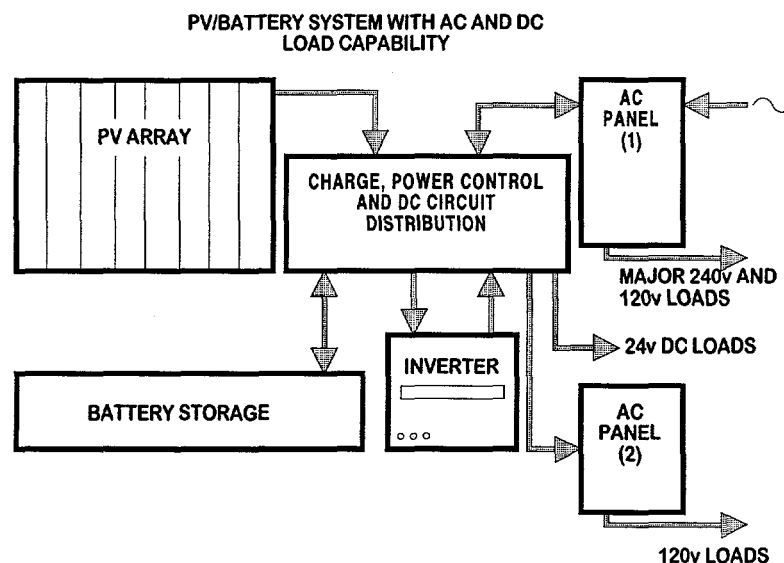 PV/BATTERY SYSTEM WITH AC AND DC
LOAD CAPABILITY
PV ARRAY
AC
PANEL
(1)
CHARGE, POWER CONTROL
AND DC CIRCUIT
DISTRIBUTION
MAJOR 240v AND
120v LOADS
24v DC LOADS
INVERTER
BATTERY STORAGE
AC
PANEL
(2)
120v LOADS